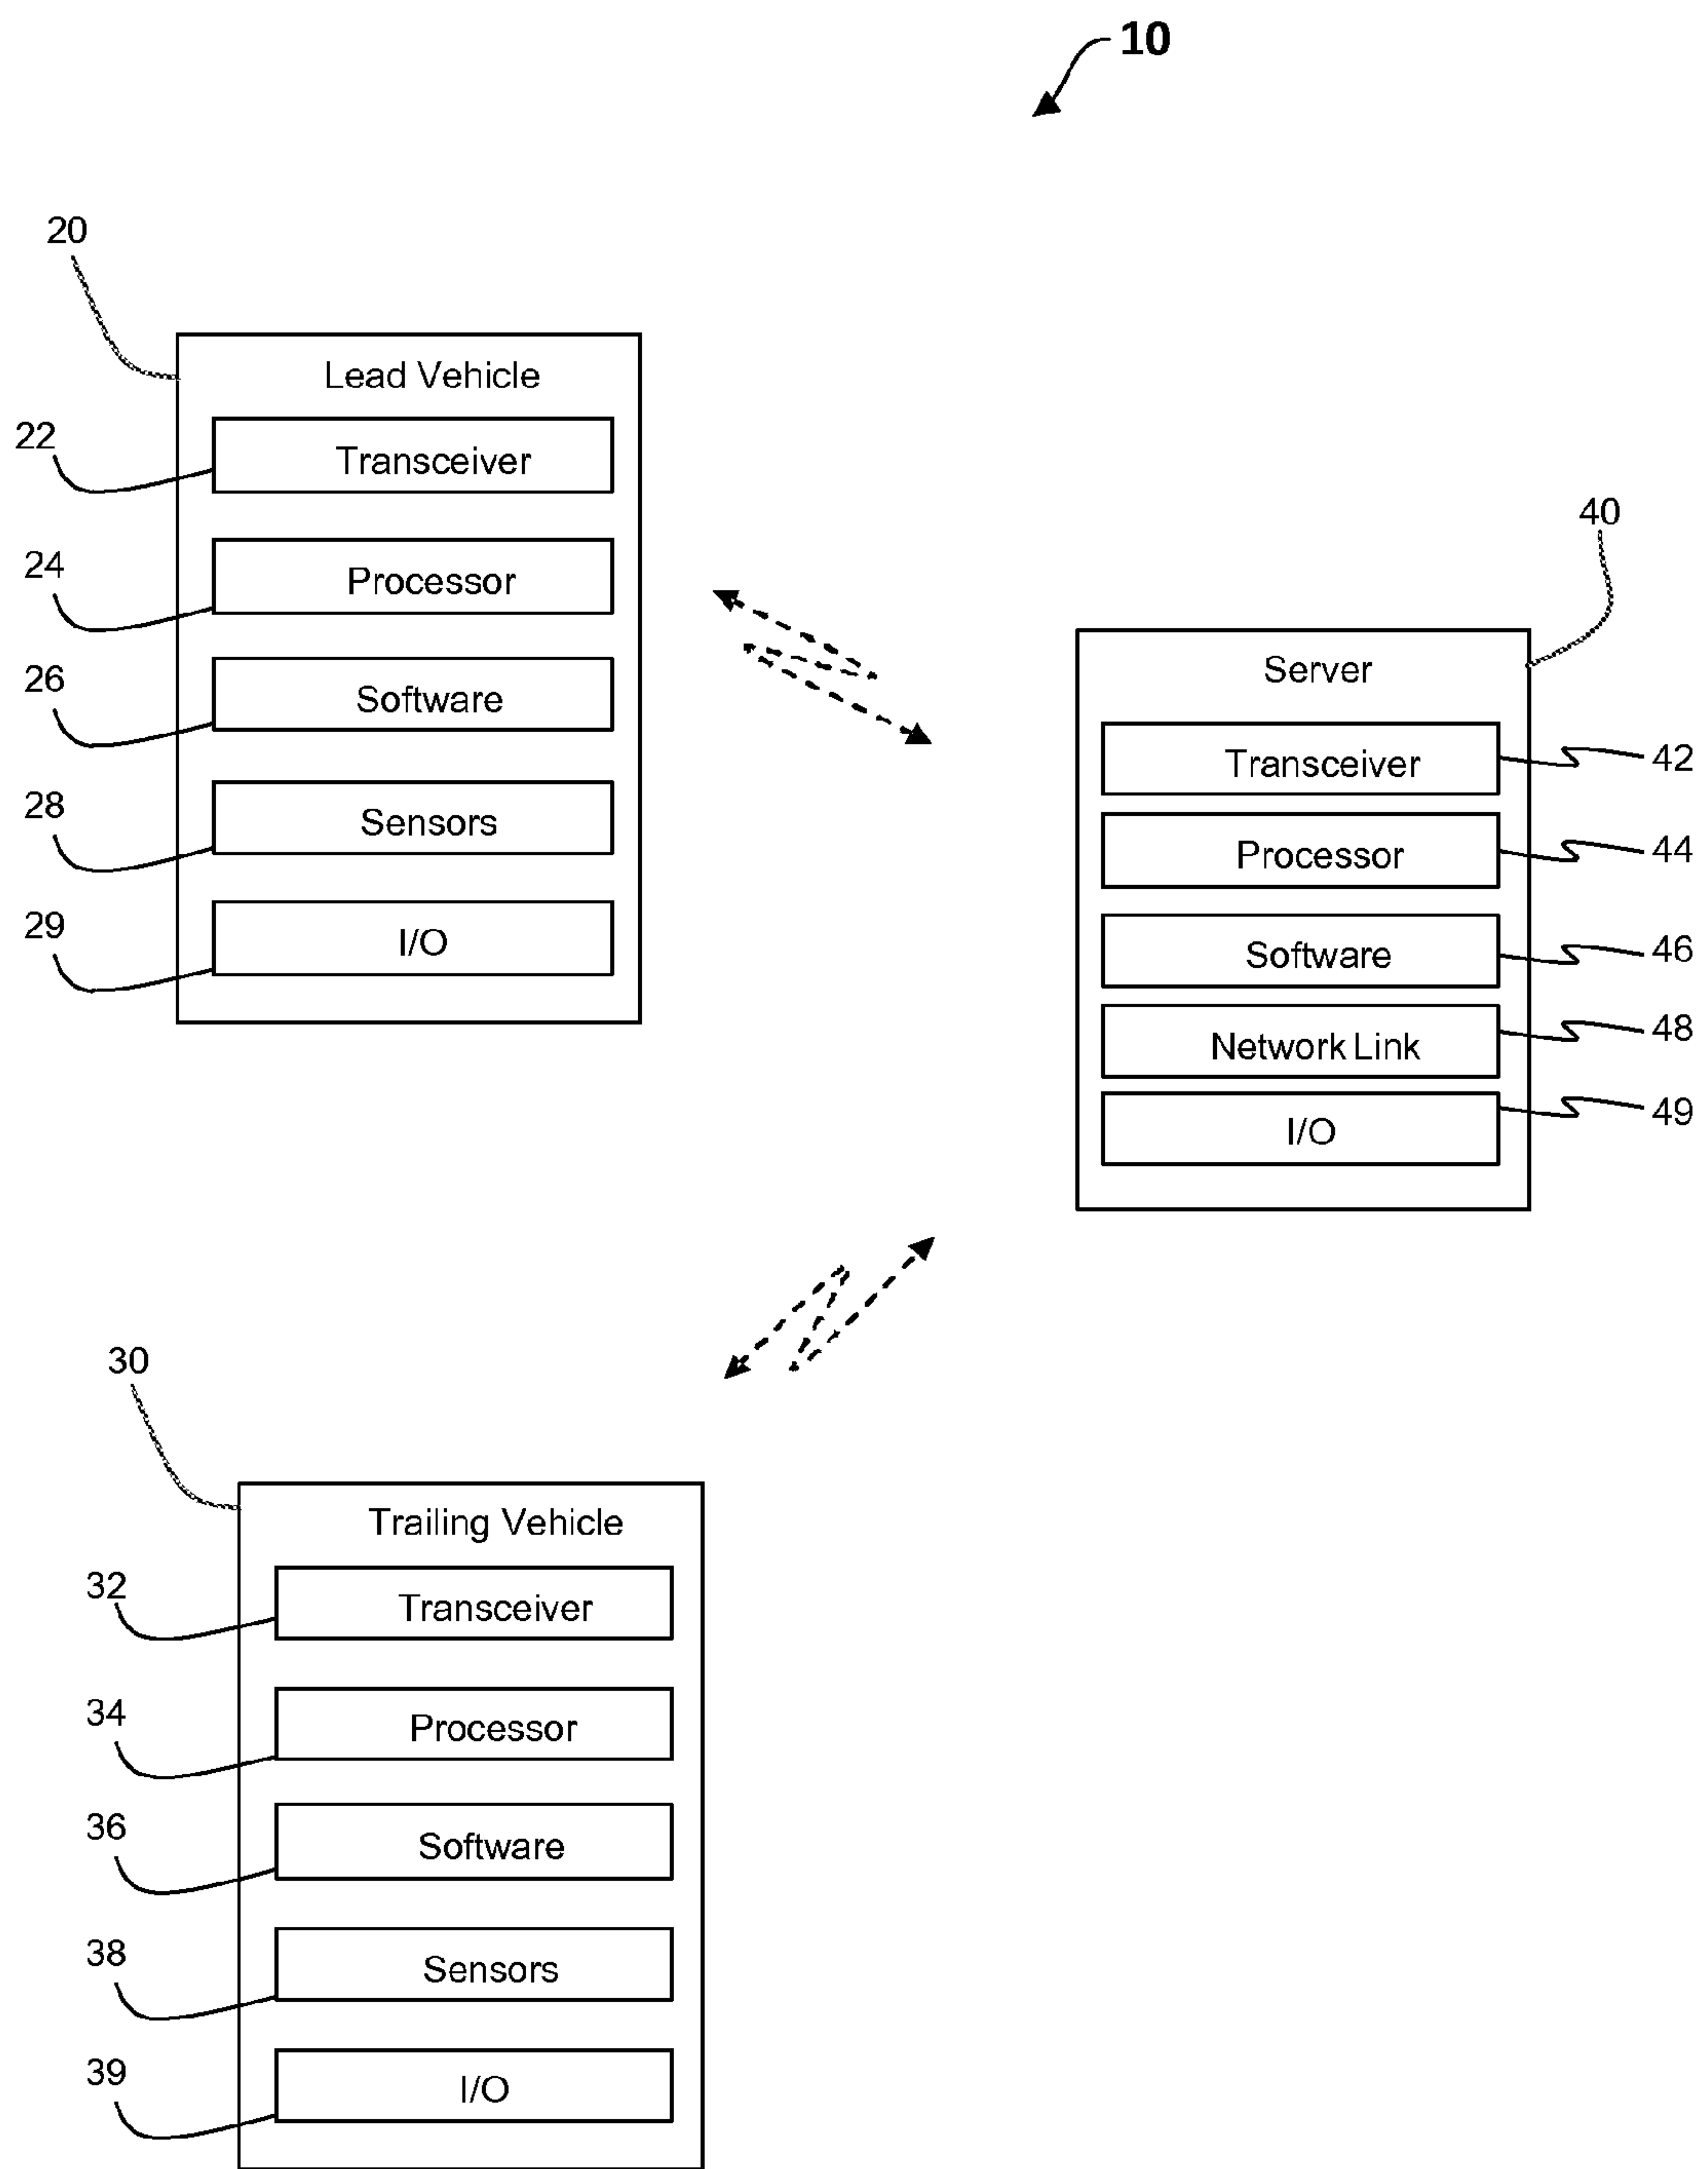 10
20
Lead Vehicle
22
Transceiver
24
Processor
26
Software
28
Sensors
29
I/O
40
Server
Transceiver
42
Processor
44
Software
46
Network Link
48
I/O
49
30
Trailing Vehicle
32
Transceiver
34
Processor
36
Software
38
Sensors
39
I/O